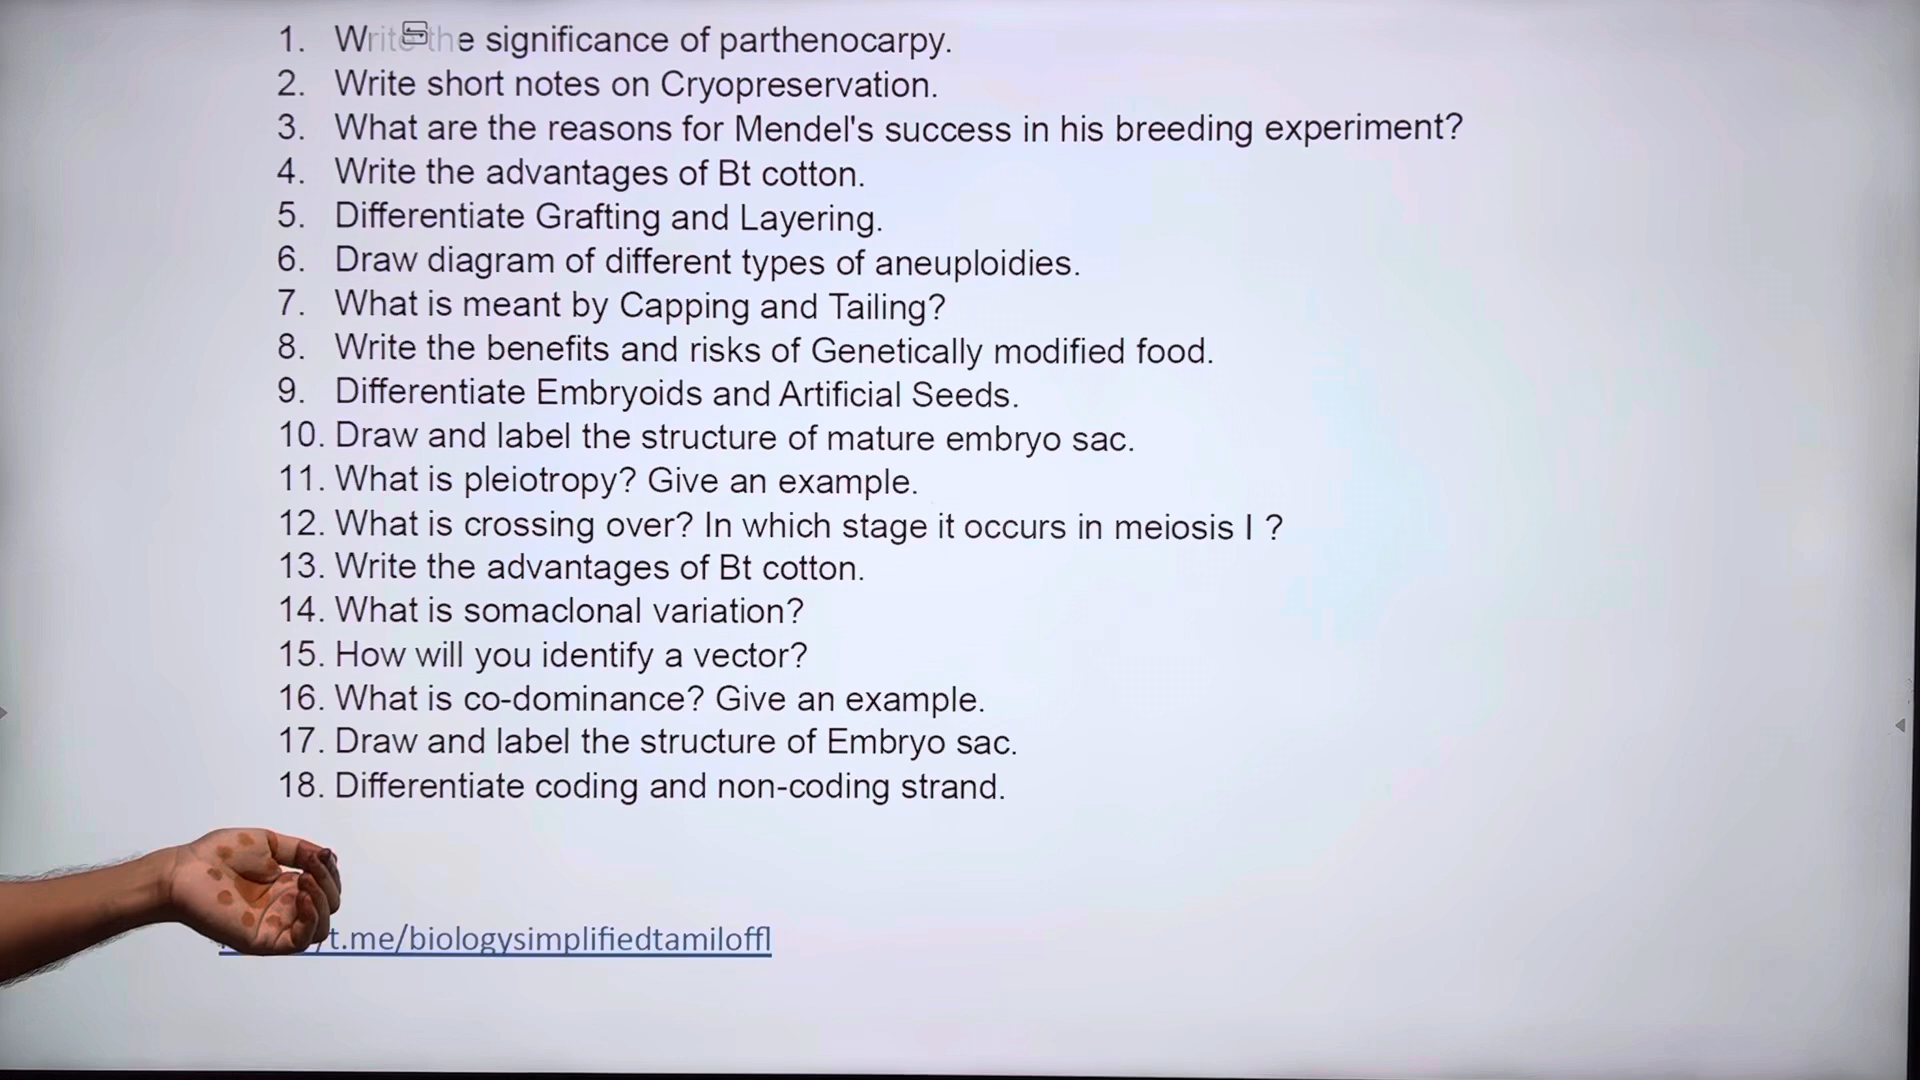 1. Write the significance of parthenocarpy.
2. Write short notes on Cryopreservation.
3. What are the reasons for Mendel's success in his breeding experiment?
4. Write the advantages of Bt cotton.
5. Differentiate Grafting and Layering.
6. Draw diagram of different types of aneuploidies.
7. What is meant by Capping and Tailing?
8. Write the benefits and risks of Genetically modified food.
9. Differentiate Embryoids and Artificial Seeds.
10. Draw and label the structure of mature embryo sac.
11. What is pleiotropy? Give an example.
12. What is crossing over? In which stage it occurs in meiosis I ?
13. Write the advantages of Bt cotton.
14. What is somaclonal variation?
15. How will you identify a vector?
16. What is co-dominance? Give an example.
17. Draw and label the structure of Embryo sac.
18. Differentiate coding and non-coding strand.
/t.me/biologysimplifiedtamiloffl